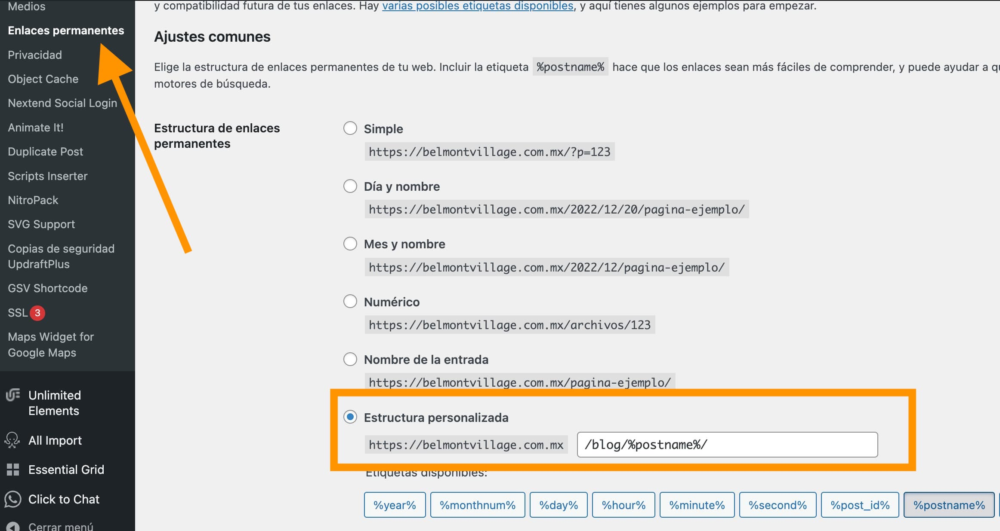 Medios
Enlaces permanentes
Privacidad
Object Cache
Nextend Social Login
Animate It!
Duplicate Post
Scripts Inserter
NitroPack
SVG Support
Copias de seguridad
UpdraftPlus
GSV Shortcode
SSL 3
Maps Widget for
Google Maps
Unlimited
Elements
All Import
Essential Grid
Click to Chat
Cerrar menú
y compatibilidad futura de tus enlaces. Hay varias posibles etiquetas disponibles, y aquí tienes algunos ejemplos para empezar.
Ajustes comunes
Elige la estructura de enlaces permanentes de tu web. Incluir la etiqueta %postname% hace que los enlaces sean más fáciles de comprender, y puede ayudar a
motores de búsqueda.
Estructura de enlaces
permanentes
Simple
https://belmontvillage.com.mx/?p=123
Día y nombre
https://belmontvillage.com.mx/2022/12/20/pagina-ejemplo/
Mes y nombre
https://belmontvillage.com.mx/2022/12/pagina-ejemplo/
Numérico
https://belmontvillage.com.mx/archivos/123
Nombre de la entrada
https://belmontvillage.com.mx/pagina-ejemplo/
Estructura personalizada
https://belmontvillage.com.mx /blog/%postname%/
Etiquetas disponibles:
%year% %monthnum% %day% %hour% %minute% %second% %post_id% %postname%